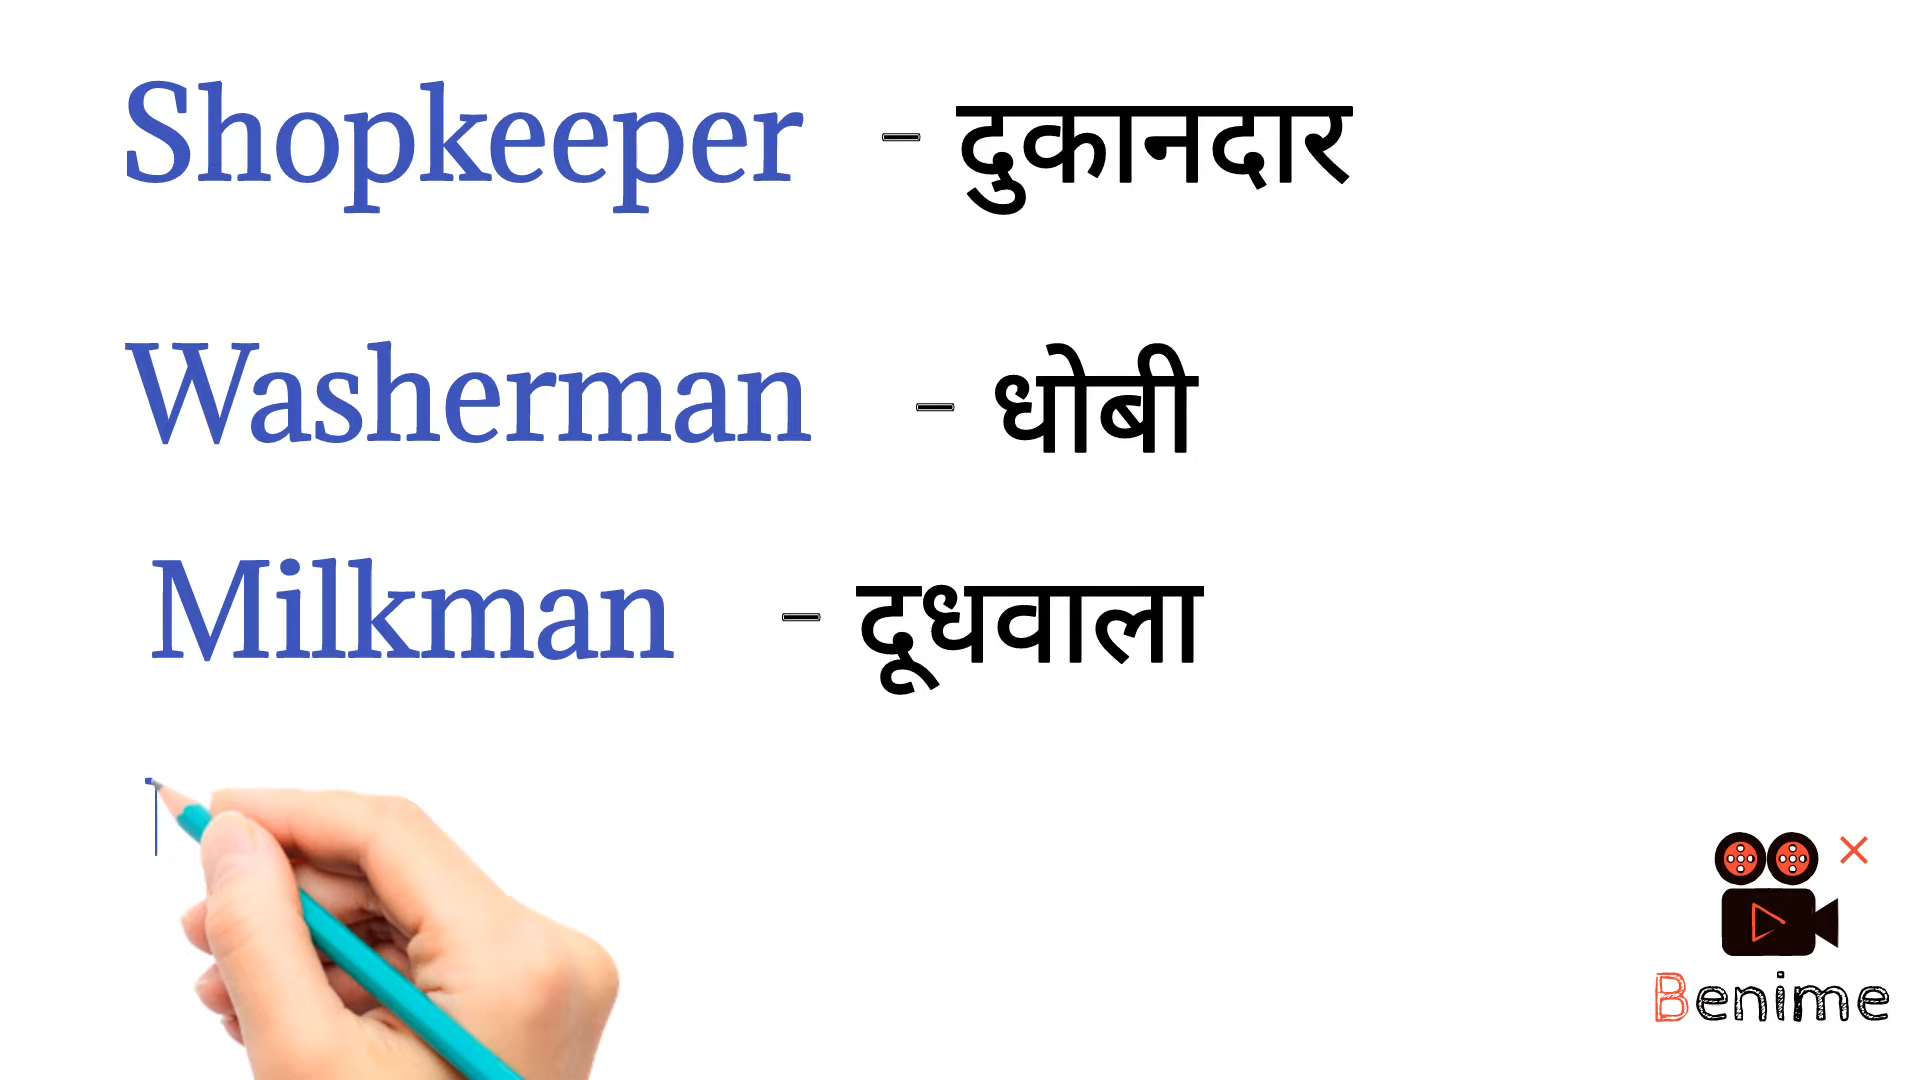 Shopkeeper - दुकानदार
Washerman - धोबी
Milkman - दूधवाला
Benime